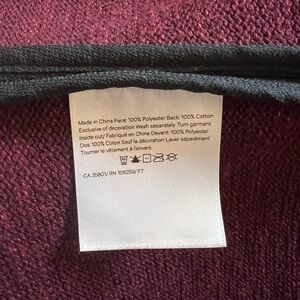 Made in China Face: 100% Polyester Back: 100% Cotton
Exclusive of decoration Wash separately Turn garment
inside out/ Fabriqué en China Devant: 100% Polyester
Dos: 100% Coton Sauf la décoration Laver séparément
Tourner le vêtement à l'envers
CA 35801/ RN 106259/ F7